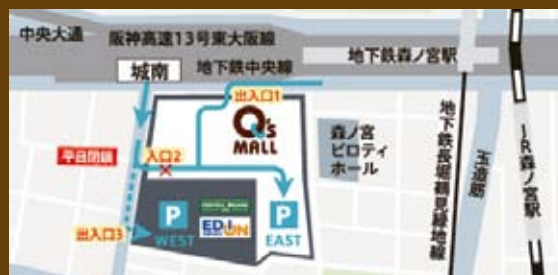 中央大通
阪神高速13号東大阪線
地下鉄森ノ宮駅
城南
地下鉄中央線
出入口1
Q's
MALL
森ノ宮
ピロティ
ホール
平日閉鎖
入口2
出入口3
P
WEST
EDION
P
EAST
地下鉄長堀鶴見緑地線
玉造筋
JR森ノ宮駅